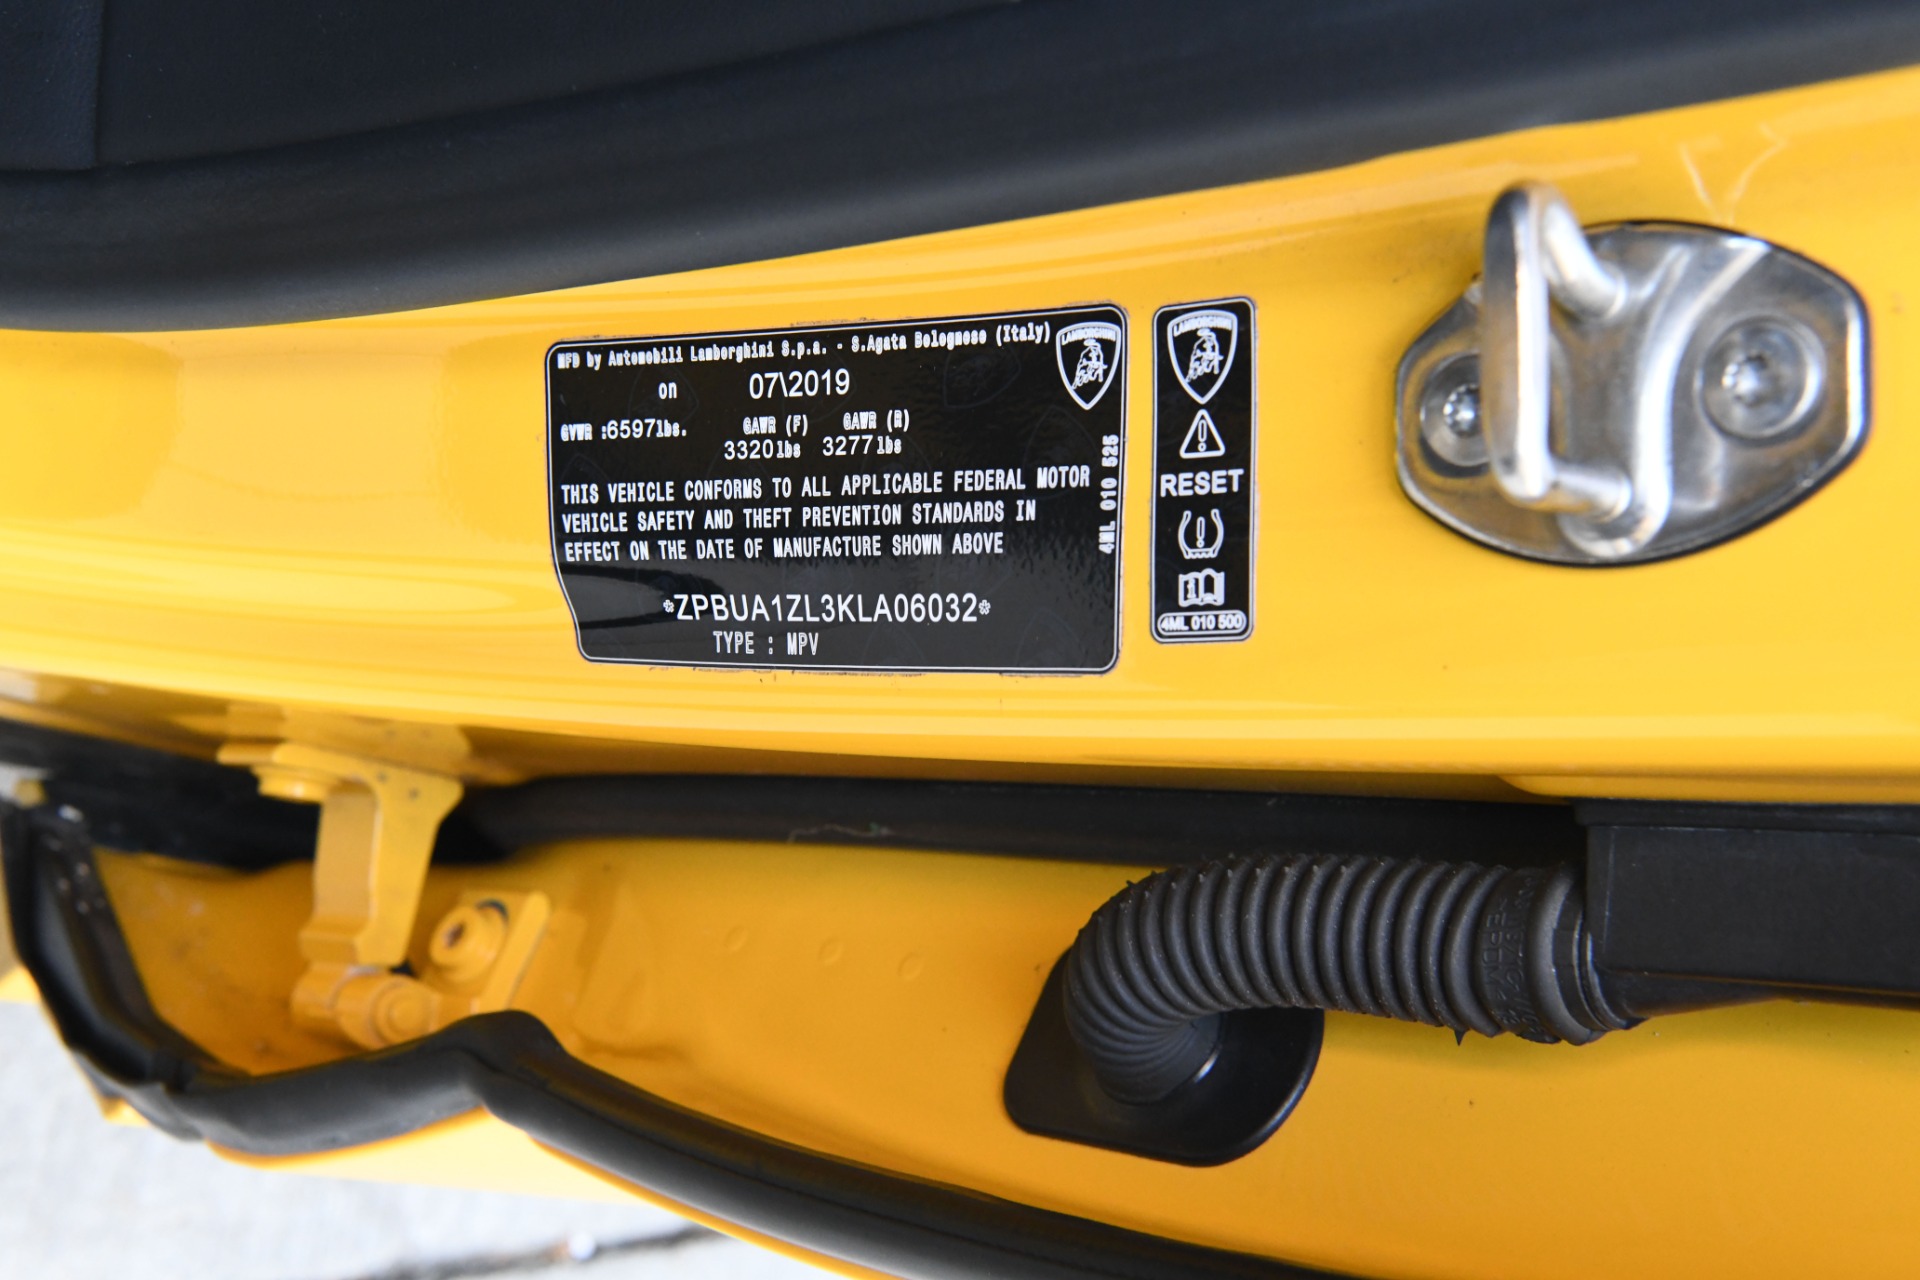 MFD by Automobili Lamborghini S.p.a. - S.Agata Bolognese (Italy)
on 07\2019
GVWR :6597lbs. GAWR (F) GAWR (R)
3320lbs 3277lbs
THIS VEHICLE CONFORMS TO ALL APPLICABLE FEDERAL MOTOR
VEHICLE SAFETY AND THEFT PREVENTION STANDARDS IN
EFFECT ON THE DATE OF MANUFACTURE SHOWN ABOVE
*ZPBUA1ZL3KLA06032*
TYPE : MPV
4ML 010 525
LAMBORGHINI
LAMBORGHINI
RESET
4ML 010 500